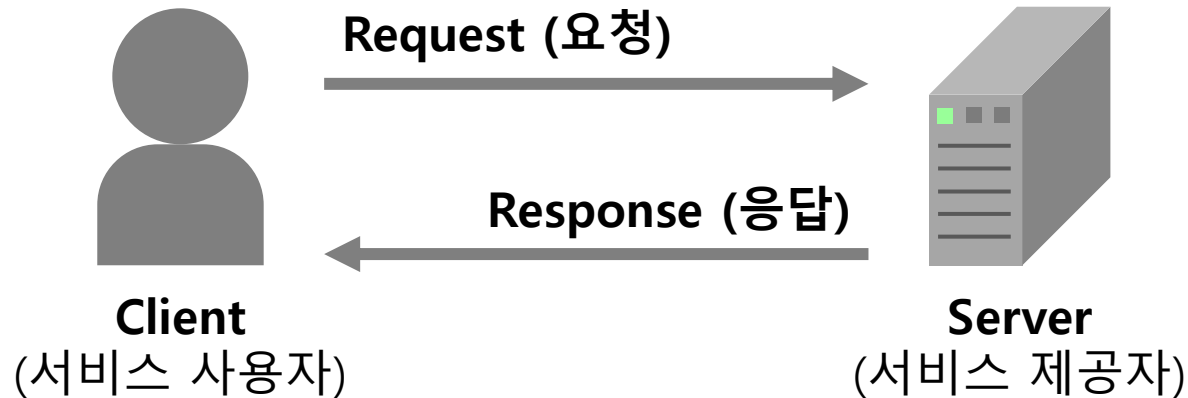 Request (요청)
Response (응답)
Client
(서비스 사용자)
Server
(서비스 제공자)